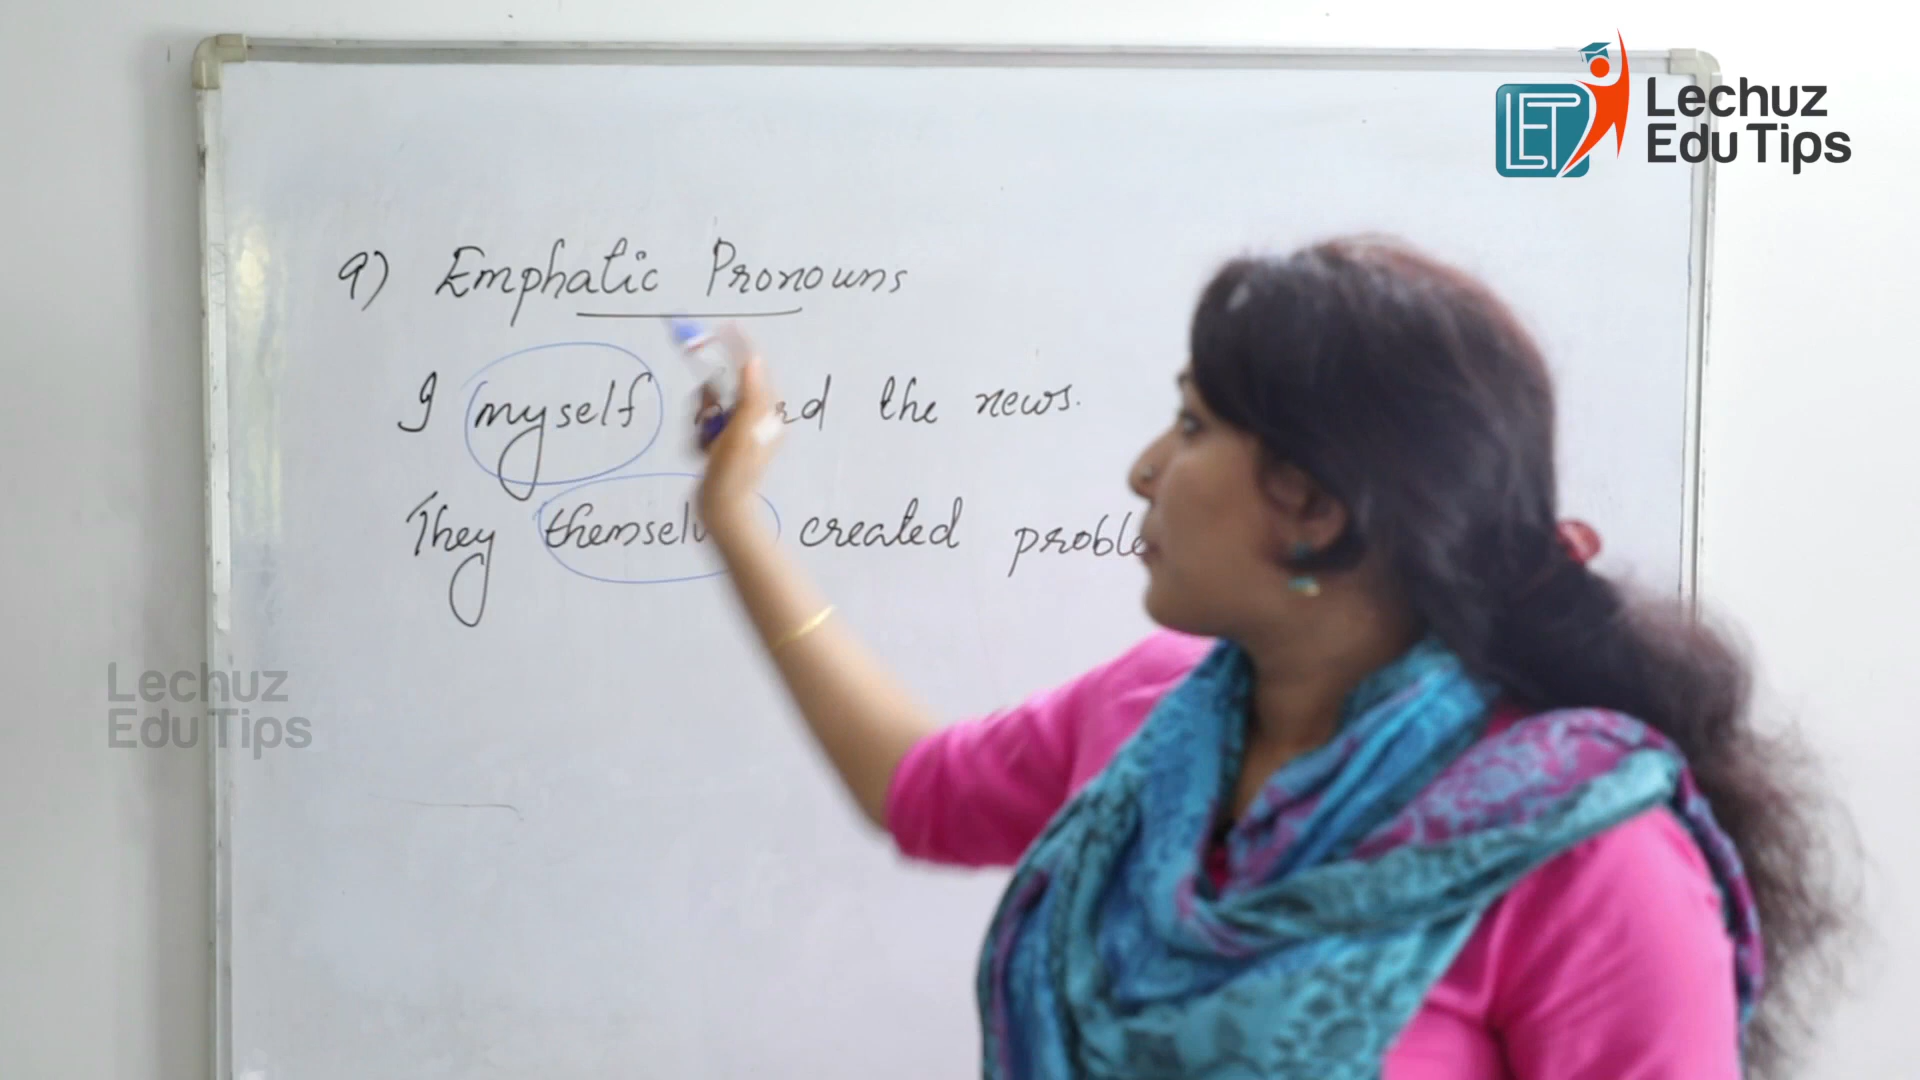 Lechuz
Edu Tips
9) Emphatic Pronouns
I myself the news.
They created
Lechuz
Edu Tips